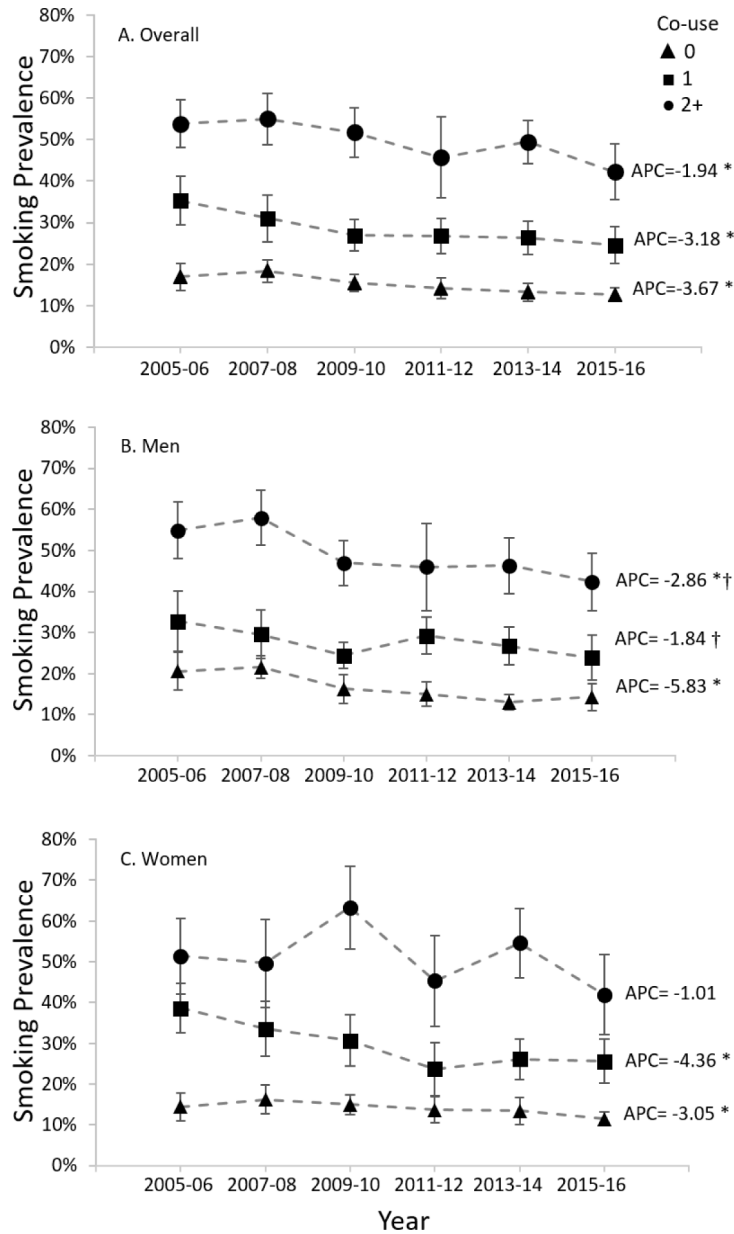 A. Overall
Co-use
0
1
2+
80%
70%
60%
50%
40%
30%
20%
10%
0%
Smoking Prevalence
APC=-1.94 *
APC=-3.18 *
APC=-3.67 *
2005-06 2007-08 2009-10 2011-12 2013-14 2015-16
B. Men
80%
70%
60%
50%
40%
30%
20%
10%
0%
Smoking Prevalence
APC= -2.86 *†
APC= -1.84 †
APC= -5.83 *
2005-06 2007-08 2009-10 2011-12 2013-14 2015-16
C. Women
80%
70%
60%
50%
40%
30%
20%
10%
0%
Smoking Prevalence
APC= -1.01
APC= -4.36 *
APC= -3.05 *
2005-06 2007-08 2009-10 2011-12 2013-14 2015-16
Year